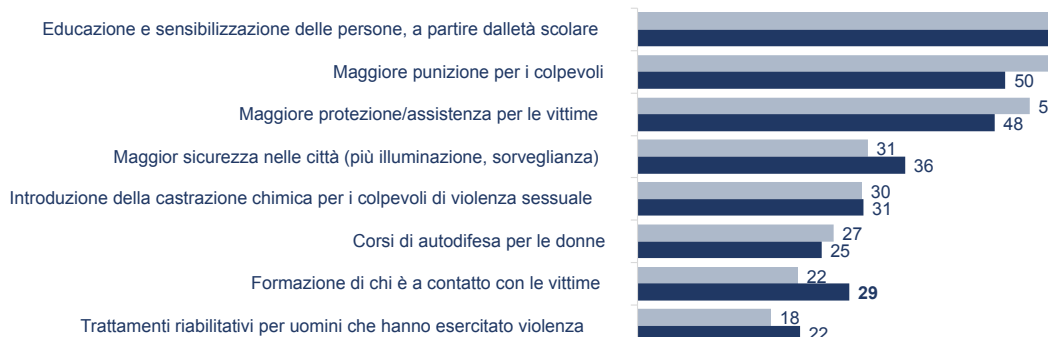 Educazione e sensibilizzazione delle persone, a partire dalletà scolare
Maggiore punizione per i colpevoli
50
Maggiore protezione/assistenza per le vittime
48
Maggior sicurezza nelle città (più illuminazione, sorveglianza)
31
36
Introduzione della castrazione chimica per i colpevoli di violenza sessuale
30
31
Corsi di autodifesa per le donne
27
25
Formazione di chi è a contatto con le vittime
22
29
Trattamenti riabilitativi per uomini che hanno esercitato violenza
18
22